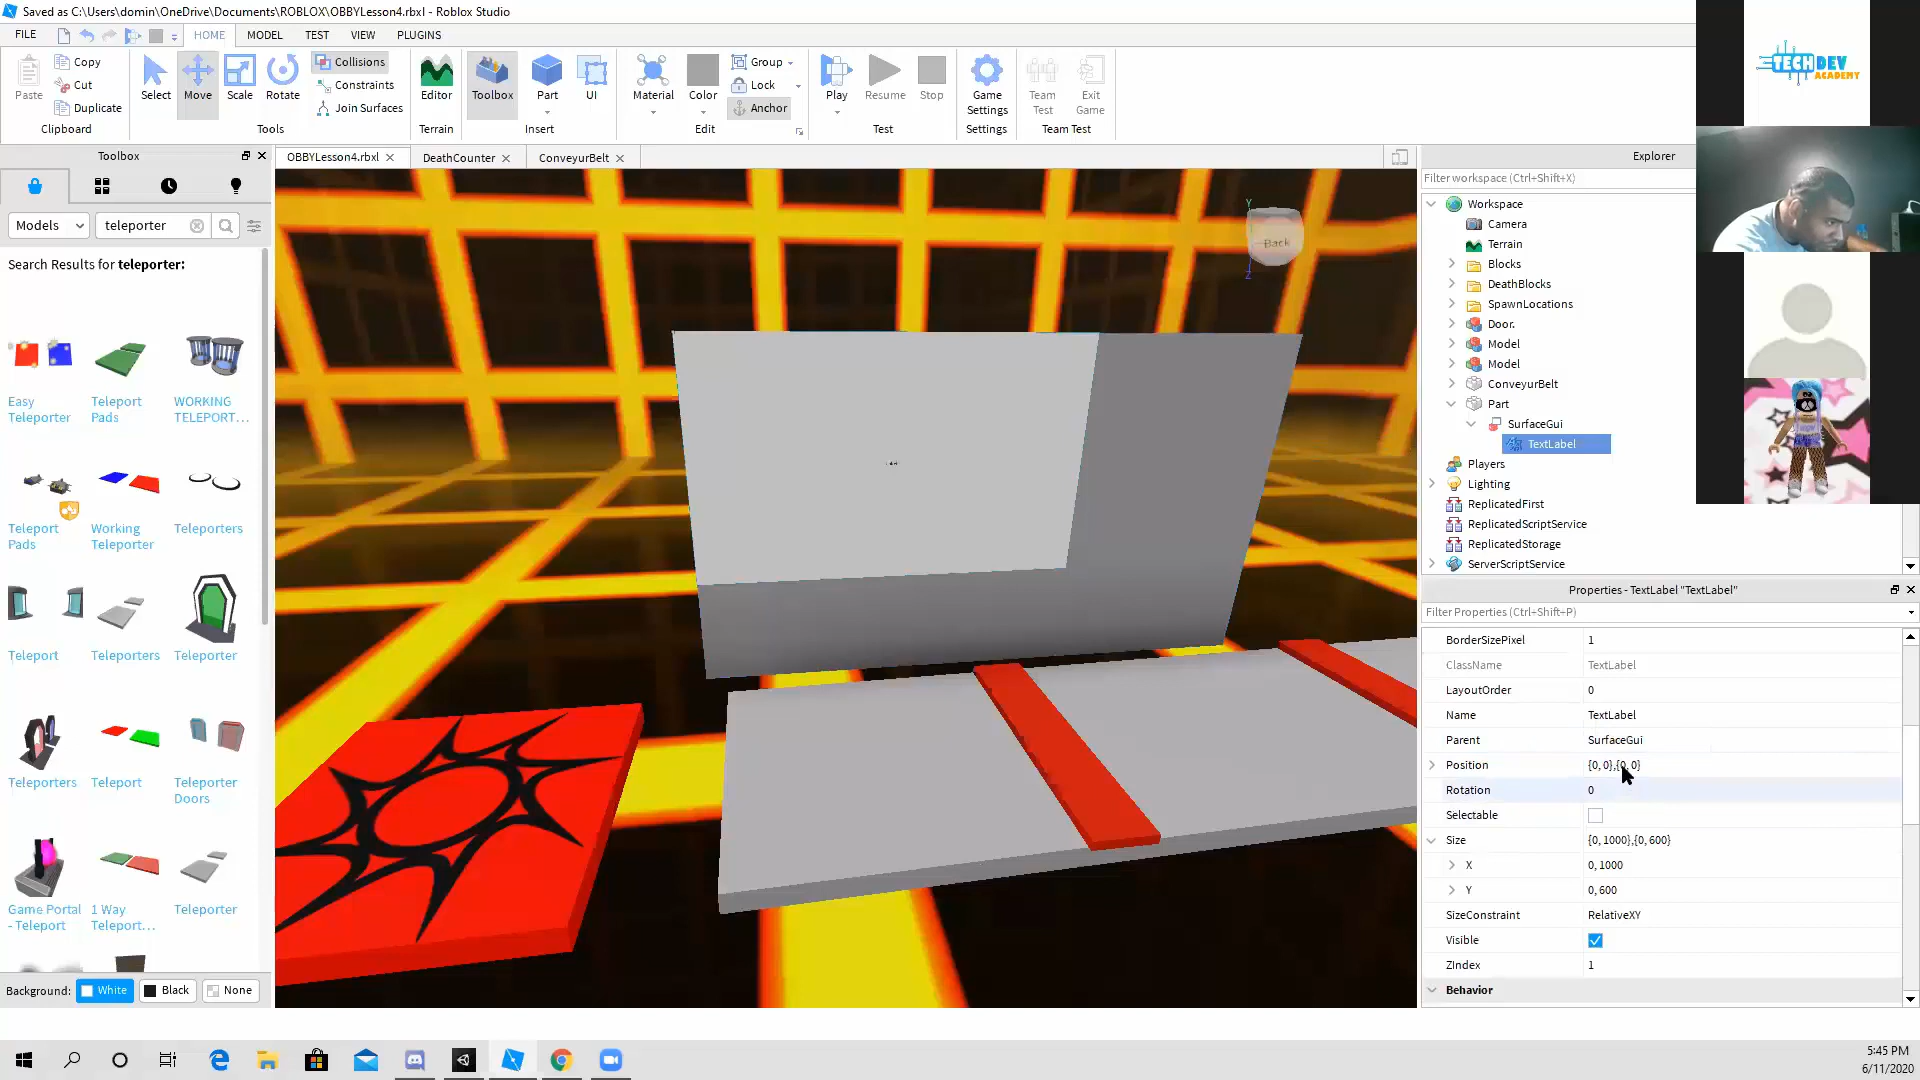 Saved as C:\Users\domin\OneDrive\Documents\ROBLOX\OBBYLesson4.rbxl - Roblox Studio
FILE HOME MODEL TEST VIEW PLUGINS
Paste Copy Cut Duplicate Clipboard
Select Move Scale Rotate Collisions Constraints Join Surfaces Tools
Editor Terrain
Toolbox Part UI Insert
Material Color Group Lock Anchor Edit
Play Resume Stop Test
Game Settings Settings
Team Test Exit Game Team Test
TECHDEV
ACADEMY
Toolbox
OBBYLesson4.rbxl DeathCounter ConveyurBelt
Models teleporter
Search Results for teleporter:
Easy Teleporter
Teleport Pads
WORKING TELEPORT...
Teleport Pads
Working Teleporter
Teleporters
Teleport
Teleporters
Teleporter
Teleporters
Teleport
Teleporter Doors
Game Portal - Teleport
1 Way Teleport...
Teleporter
Background: White Black None
Back
Y
Z
Explorer
Filter workspace (Ctrl+Shift+X)
Workspace
Camera
Terrain
Blocks
DeathBlocks
SpawnLocations
Door.
Model
Model
ConveyurBelt
Part
SurfaceGui
TextLabel
Players
Lighting
ReplicatedFirst
ReplicatedScriptService
ReplicatedStorage
ServerScriptService
Properties - TextLabel "TextLabel"
Filter Properties (Ctrl+Shift+P)
BorderSizePixel 1
ClassName TextLabel
LayoutOrder 0
Name TextLabel
Parent SurfaceGui
Position {0, 0},{0, 0}
Rotation 0
Selectable
Size {0, 1000},{0, 600}
X 0, 1000
Y 0, 600
SizeConstraint RelativeXY
Visible
ZIndex 1
Behavior
5:45 PM
6/11/2020